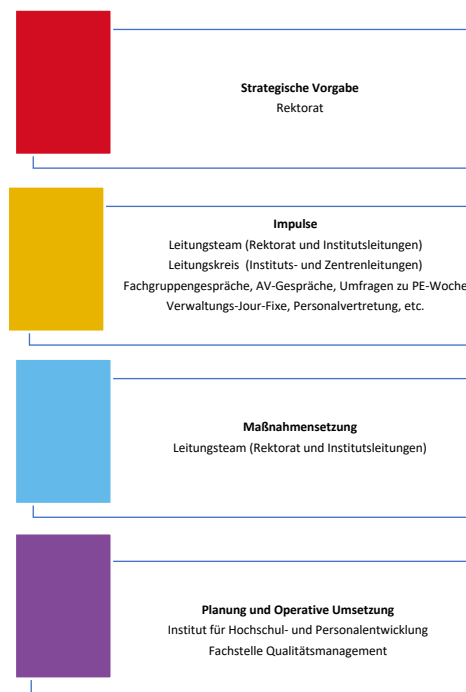 Strategische Vorgabe
Rektorat
Impulse
Leitungsteam (Rektorat und Institutsleitungen)
Leitungskreis (Instituts- und Zentrenleitungen)
Fachgruppengespräche, AV-Gespräche, Umfragen zu PE-Woche
Verwaltungs-Jour-Fixe, Personalvertretung, etc.
Maßnahmensetzung
Leitungsteam (Rektorat und Institutsleitungen)
Planung und Operative Umsetzung
Institut für Hochschul- und Personalentwicklung
Fachstelle Qualitätsmanagement